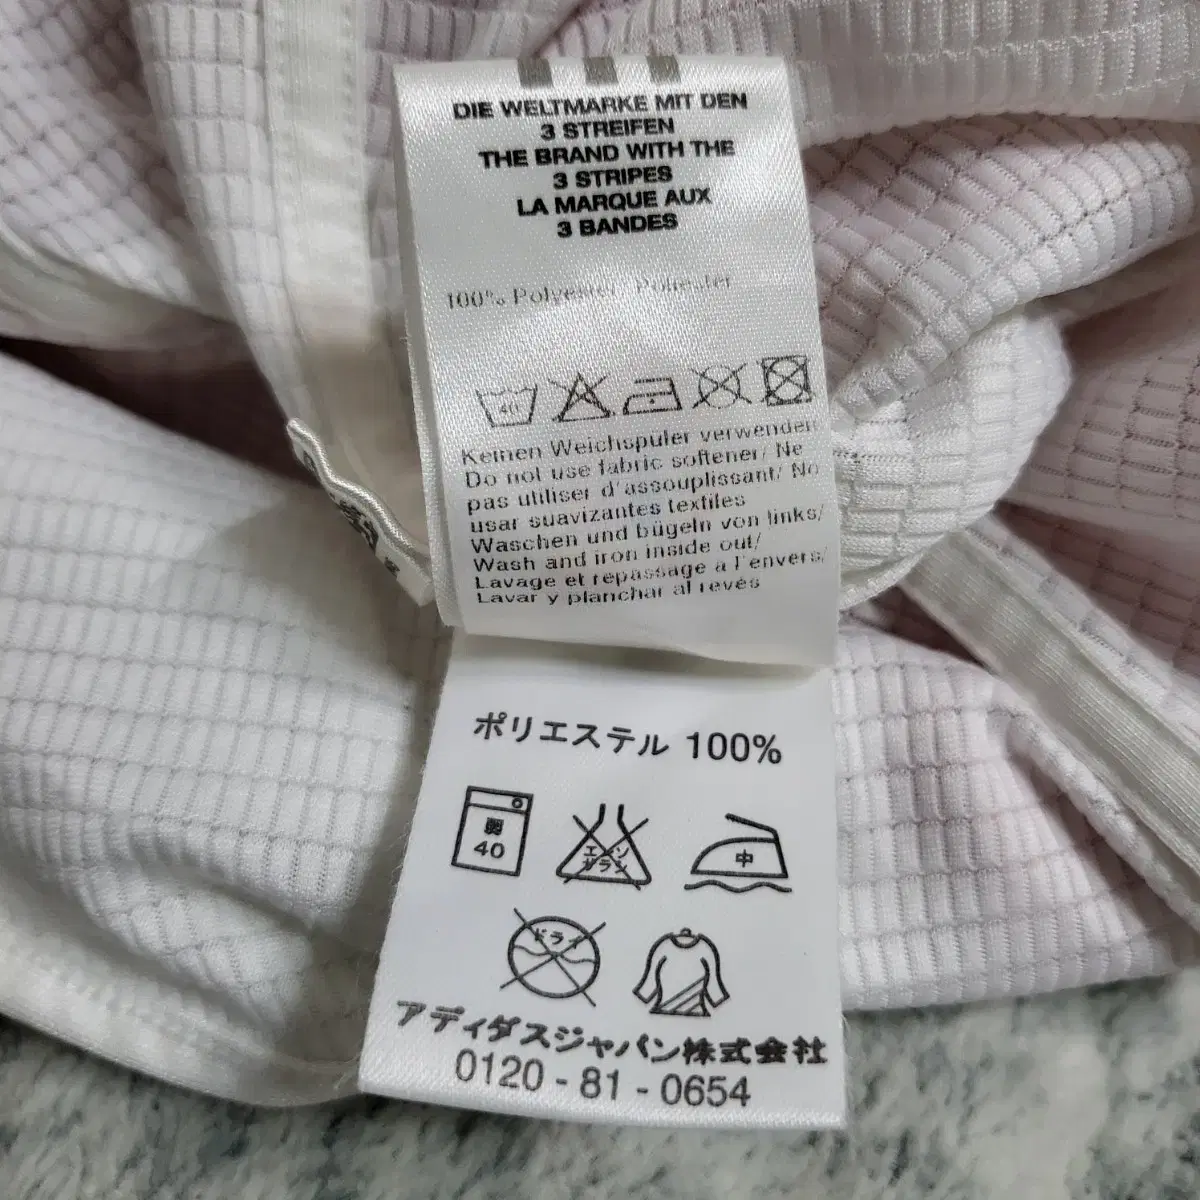 DIE WELTMARKE MIT DEN
3 STREIFEN
THE BRAND WITH THE
3 STRIPES
LA MARQUE AUX
3 BANDES
100% Polyester Poliester
40
Keinen Weichspüler verwenden
Do not use fabric softener/ Ne
pas utiliser d'assouplissant/ No
usar suavizantes textiles
Waschen und bügeln von links/
Wash and iron inside out/
Lavage et repassage a l'envers/
Lavar y planchar al revés
ポリエステル 100%
40
エンソ
サラシ
中
ドライ
アディダスジャパン株式会社
0120 - 81 - 0654